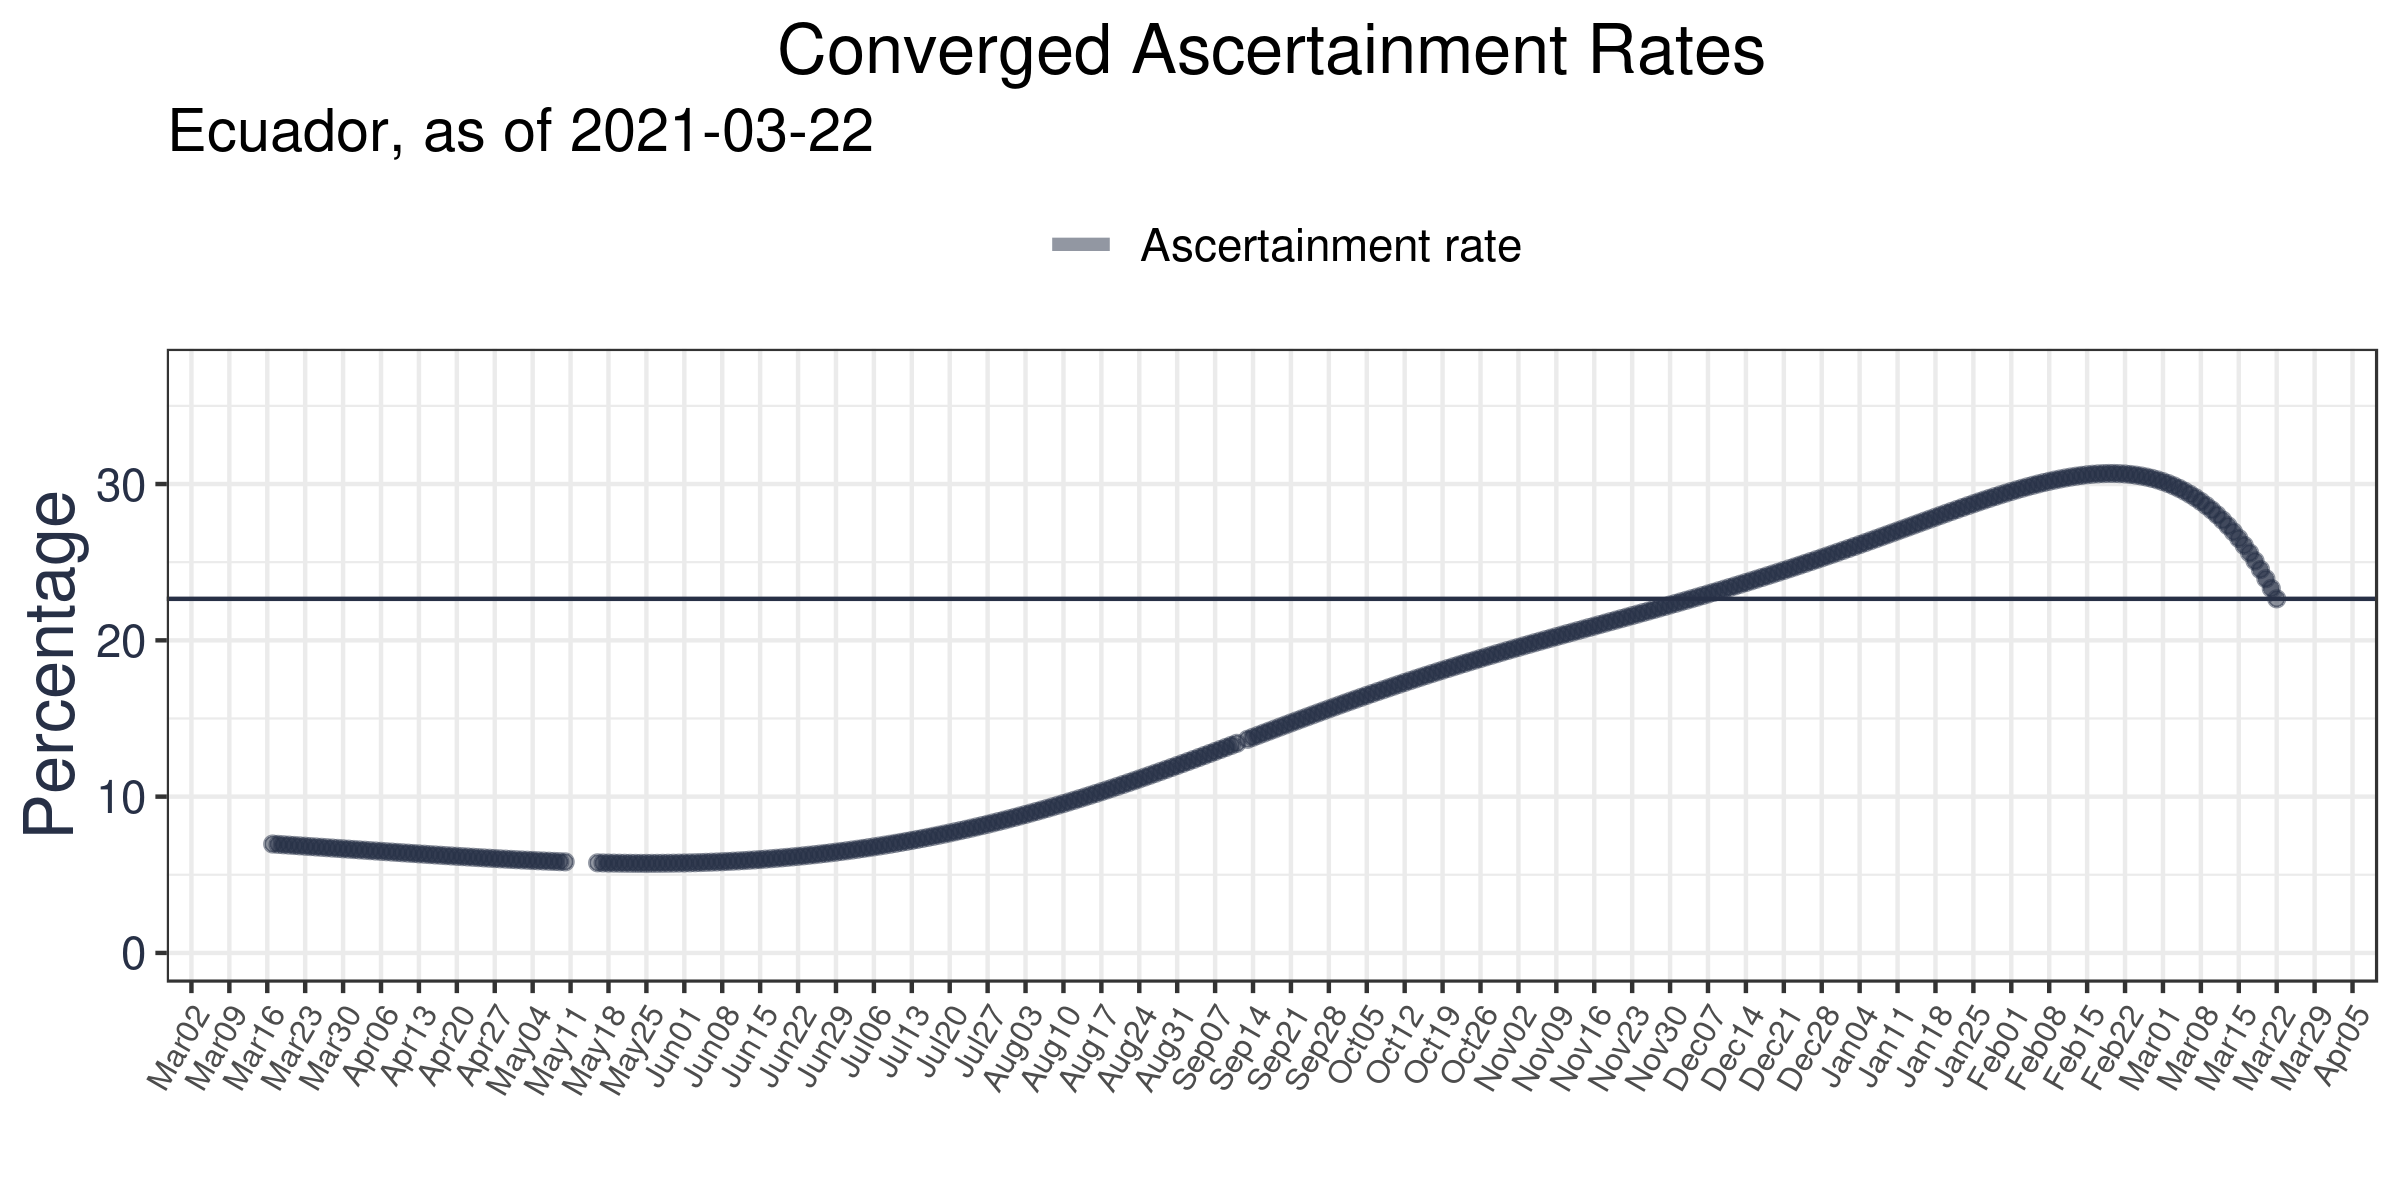 Converged Ascertainment Rates
Ecuador, as of 2021-03-22
Ascertainment rate
Percentage
30
20
10
0
Mar02 Mar09 Mar16 Mar23 Mar30 Apr06 Apr13 Apr20 Apr27 May04 May11 May18 May25 Jun01 Jun08 Jun15 Jun22 Jun29 Jul06 Jul13 Jul20 Jul27 Aug03 Aug10 Aug17 Aug24 Aug31 Sep07 Sep14 Sep21 Sep28 Oct05 Oct12 Oct19 Oct26 Nov02 Nov09 Nov16 Nov23 Nov30 Dec07 Dec14 Dec21 Dec28 Jan04 Jan11 Jan18 Jan25 Feb01 Feb08 Feb15 Feb22 Mar01 Mar08 Mar15 Mar22 Mar29 Apr05